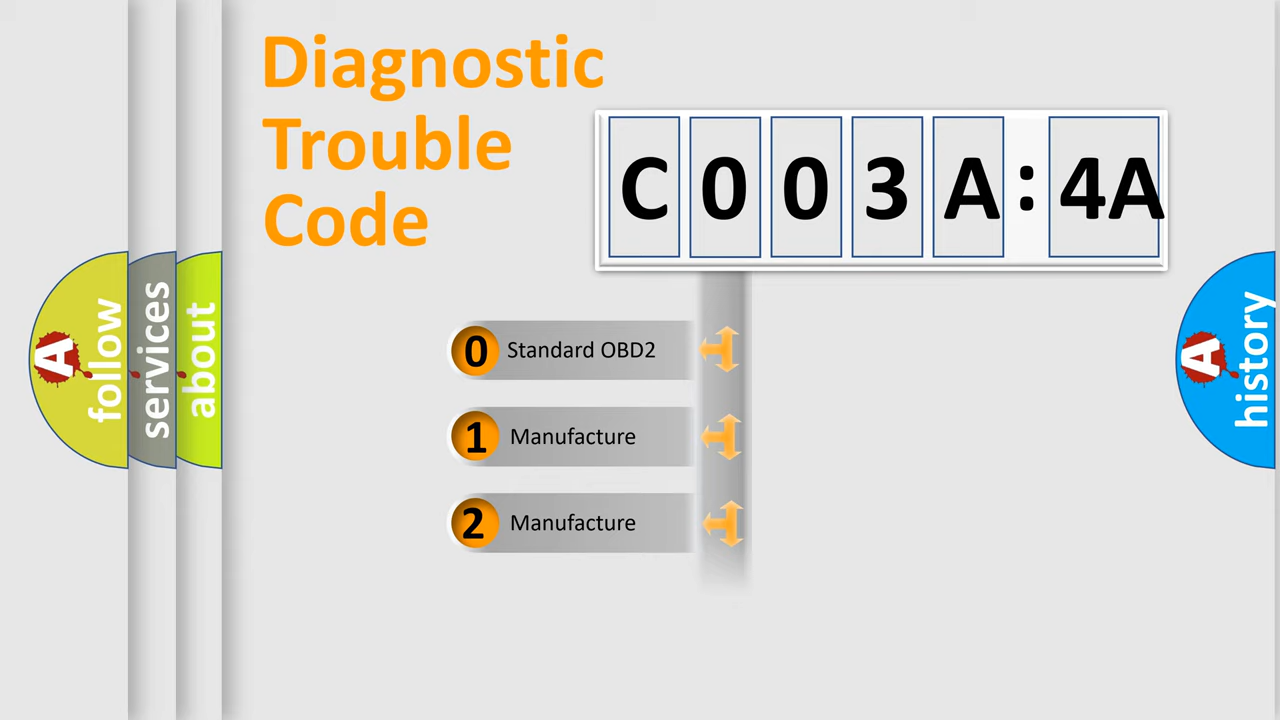 Diagnostic
Trouble
Code
C003A:4A
0 Standard OBD2
1 Manufacture
2 Manufacture
A follow
services
about
A history